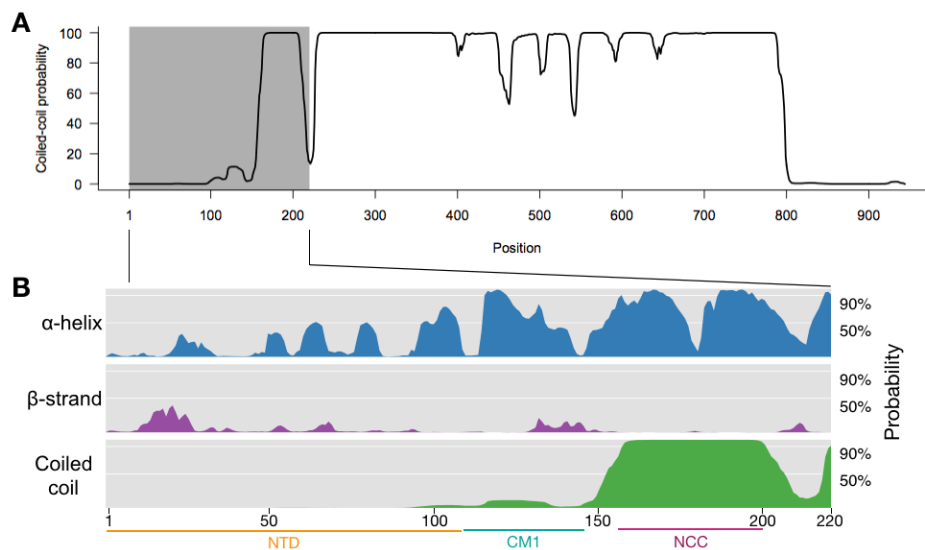 A
Coiled-coil probability
100
80
60
40
20
0
1 100 200 300 400 500 600 700 800 900
Position
B
α-helix
90%
50%
β-strand
90%
50%
Coiled
coil
90%
50%
Probability
1 50 100 150 200 220
NTD CM1 NCC